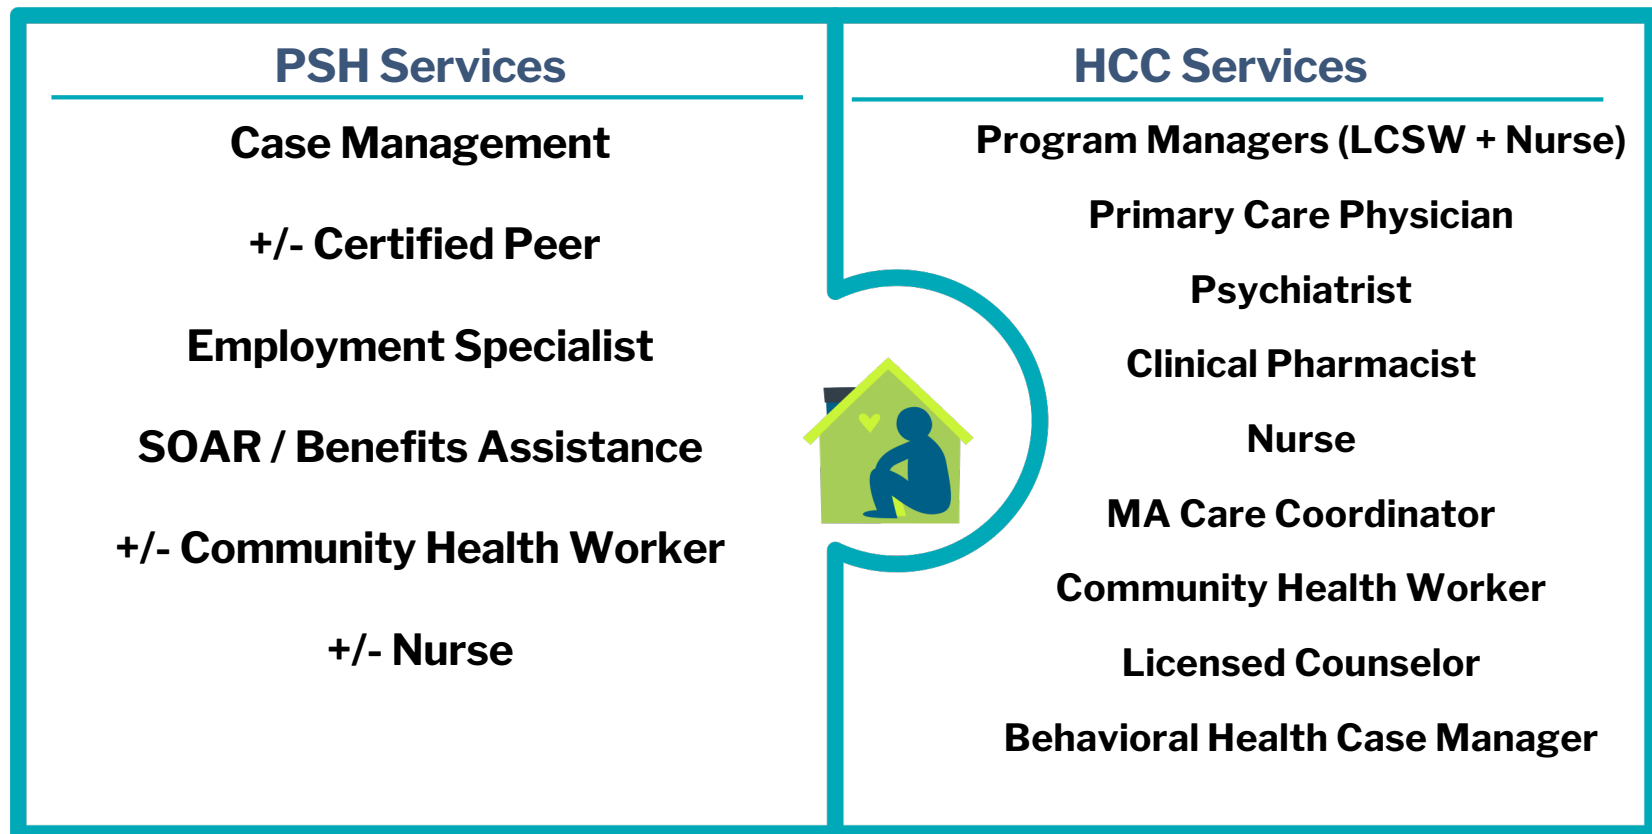 PSH Services
Case Management
+/- Certified Peer
Employment Specialist
SOAR / Benefits Assistance
+/- Community Health Worker
+/- Nurse
HCC Services
Program Managers (LCSW + Nurse)
Primary Care Physician
Psychiatrist
Clinical Pharmacist
Nurse
MA Care Coordinator
Community Health Worker
Licensed Counselor
Behavioral Health Case Manager